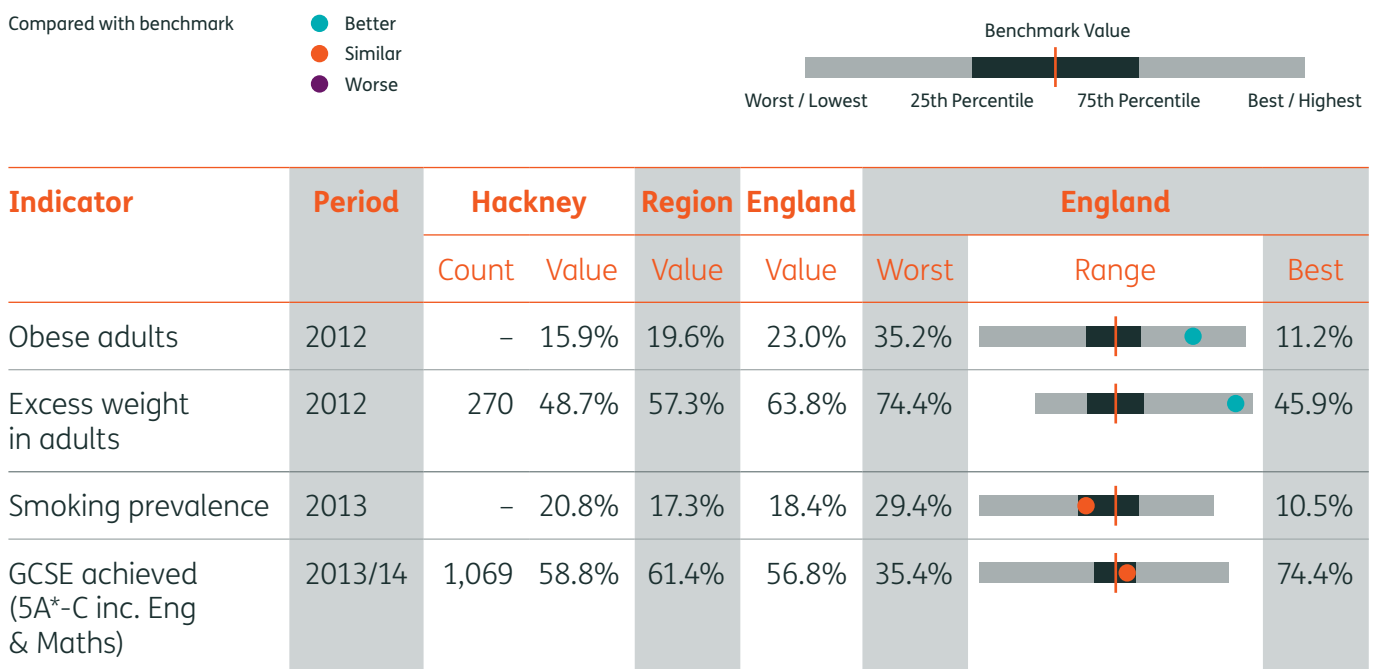 Compared with benchmark
Better
Similar
Worse
Benchmark Value
Worst / Lowest 25th Percentile 75th Percentile Best / Highest
Indicator Period Hackney Region England England
Count Value Value Value Worst Range Best
Obese adults 2012 – 15.9% 19.6% 23.0% 35.2% 11.2%
Excess weight 2012 270 48.7% 57.3% 63.8% 74.4% 45.9%
in adults
Smoking prevalence 2013 – 20.8% 17.3% 18.4% 29.4% 10.5%
GCSE achieved 2013/14 1,069 58.8% 61.4% 56.8% 35.4% 74.4%
(5A*-C inc. Eng
& Maths)